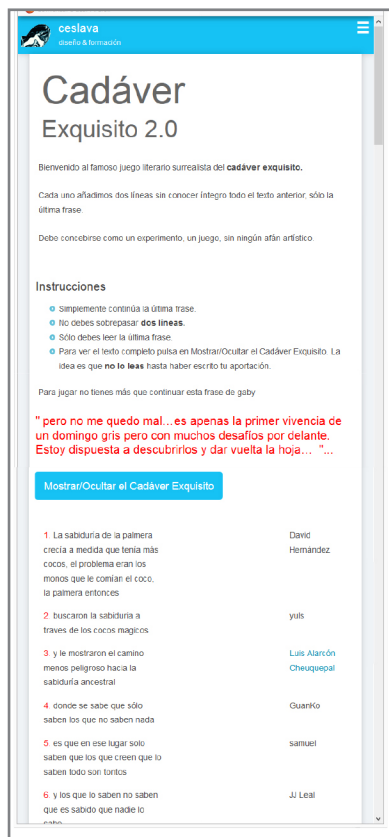 ceslava
diseño & formación
Cadáver
Exquisito 2.0
Bienvenido al famoso juego literario surrealista del cadáver exquisito.
Cada uno añadimos dos líneas sin conocer íntegro todo el texto anterior, sólo la
última frase.
Debe concebirse como un experimento, un juego, sin ningún afán artístico.
Instrucciones
Simplemente continúa la última frase.
No debes sobrepasar dos líneas.
Sólo debes leer la última frase.
Para ver el texto completo pulsa en Mostrar/Ocultar el Cadáver Exquisito. La
idea es que no lo leas hasta haber escrito tu aportación.
Para jugar no tienes más que continuar esta frase de gaby
" pero no me quedo mal…es apenas la primer vivencia de
un domingo gris pero con muchos desafíos por delante.
Estoy dispuesta a descubrirlos y dar vuelta la hoja… "...
Mostrar/Ocultar el Cadáver Exquisito
1. La sabiduría de la palmera
crecía a medida que tenía más
cocos, el problema eran los
monos que le comían el coco,
la palmera entonces
David
Hernández
2. buscaron la sabiduria a
traves de los cocos magicos
yuls
3. y le mostraron el camino
menos peligroso hacia la
sabiduría ancestral
Luis Alarcón
Cheuquepal
4. donde se sabe que sólo
saben los que no saben nada
GuanKo
5. es que en ese lugar solo
saben que los que creen que lo
saben todo son tontos
samuel
6. y los que lo saben no saben
que es sabido que nadie lo
sabe
JJ Leal